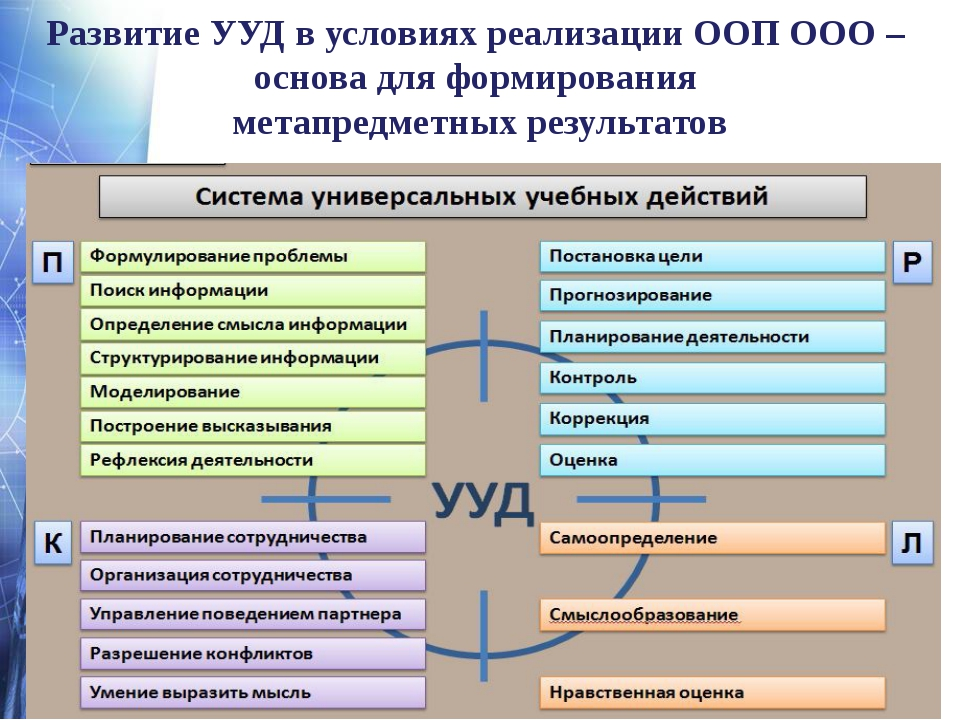 Развитие УУД в условиях реализации ООП ООО –
основа для формирования
метапредметных результатов
Система универсальных учебных действий
П
Формулирование проблемы
Поиск информации
Определение смысла информации
Структурирование информации
Моделирование
Построение высказывания
Рефлексия деятельности
Р
Постановка цели
Прогнозирование
Планирование деятельности
Контроль
Коррекция
Оценка
УУД
К
Планирование сотрудничества
Организация сотрудничества
Управление поведением партнера
Разрешение конфликтов
Умение выразить мысль
Л
Самоопределение
Смыслообразование
Нравственная оценка